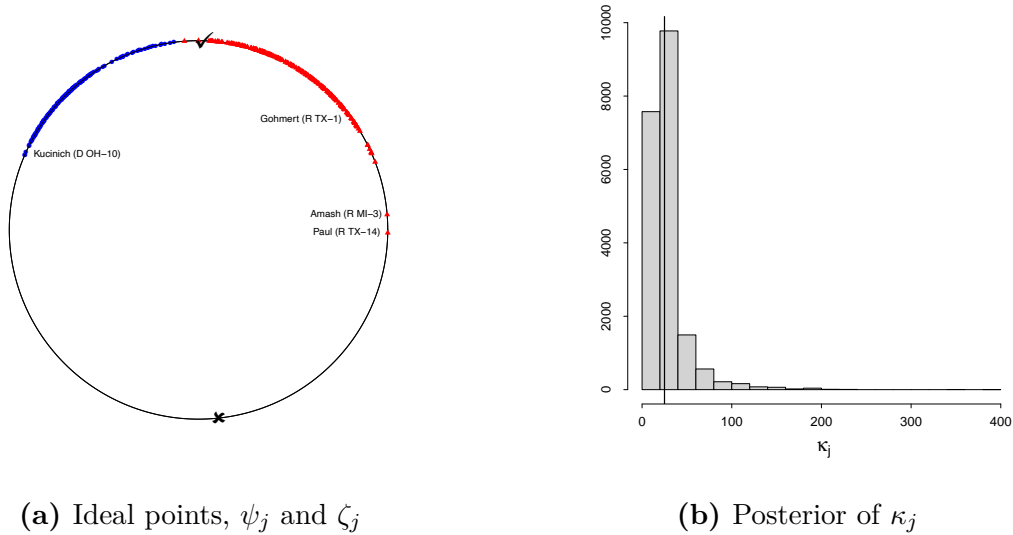 Gohmert (R TX−1)
Kucinich (D OH−10)
Amash (R MI−3)
Paul (R TX−14)
(a) Ideal points, ψj and ζj
0 2000 4000 6000 8000 10000
0 100 200 300 400
κj
(b) Posterior of κj